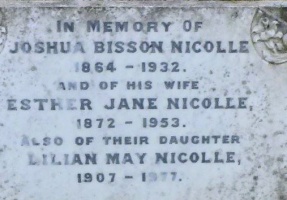 IN MEMORY OF
JOSHUA BISSON NICOLLE
1864 - 1932.
AND OF HIS WIFE
ESTHER JANE NICOLLE,
1872 - 1953.
ALSO OF THEIR DAUGHTER
LILIAN MAY NICOLLE,
1907 - 1977.